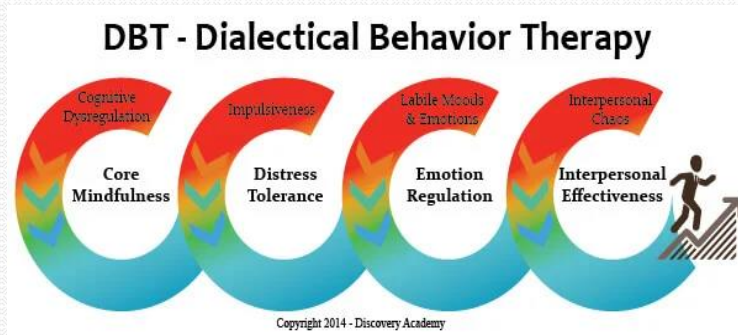 DBT - Dialectical Behavior Therapy
Cognitive
Dysregulation
Core
Mindfulness
Impulsiveness
Distress
Tolerance
Labile Moods
& Emotions
Emotion
Regulation
Interpersonal
Chaos
Interpersonal
Effectiveness
Copyright 2014 - Discovery Academy